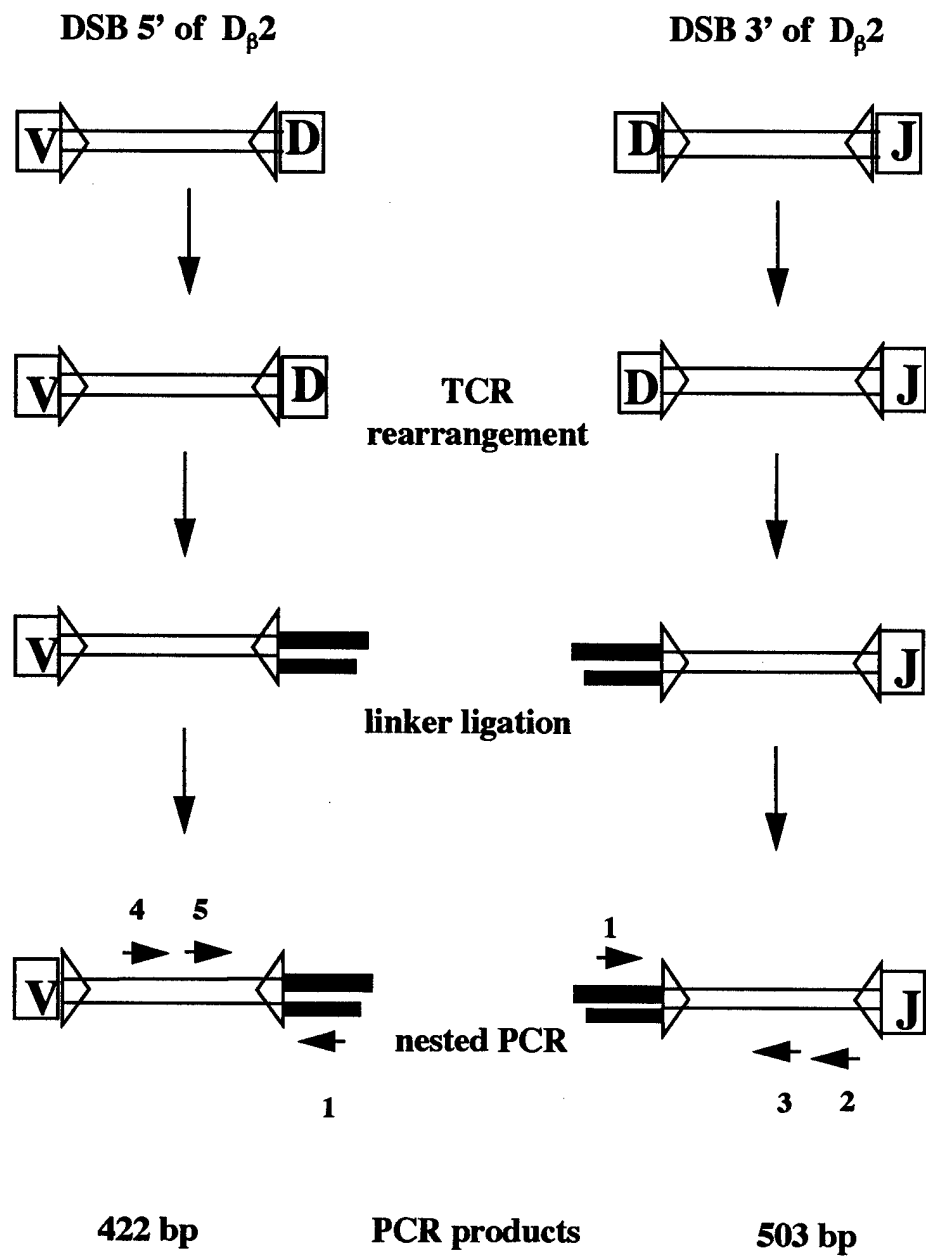 DSB 5' of Dβ2 DSB 3' of Dβ2
V D D J
V D TCR D J
rearrangement
V J
linker ligation
4 5 1
V J
nested PCR
1 3 2
422 bp PCR products 503 bp